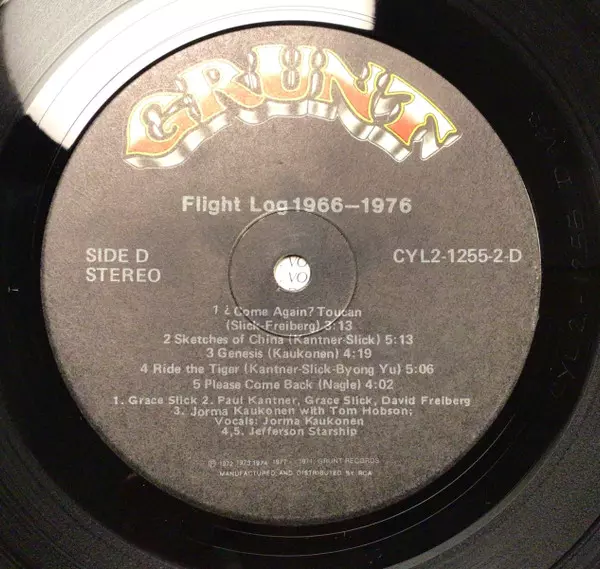 GRUNT
Flight Log 1966—1976
SIDE D
STEREO
CYL2-1255-2-D
1 ¿Come Again? Toucan
(Slick-Freiberg) 3:13
2 Sketches of China (Kantner-Slick) 5:13
3 Genesis (Kaukonen) 4:19
4 Ride the Tiger (Kantner-Slick-Byong Yu) 5:06
5 Please Come Back (Nagle) 4:02
1. Grace Slick 2. Paul Kantner, Grace Slick, David Freiberg
3. Jorma Kaukonen with Tom Hobson;
Vocals: Jorma Kaukonen
4,5. Jefferson Starship
GRUNT RECORDS
MANUFACTURED AND DISTRIBUTED BY RCA